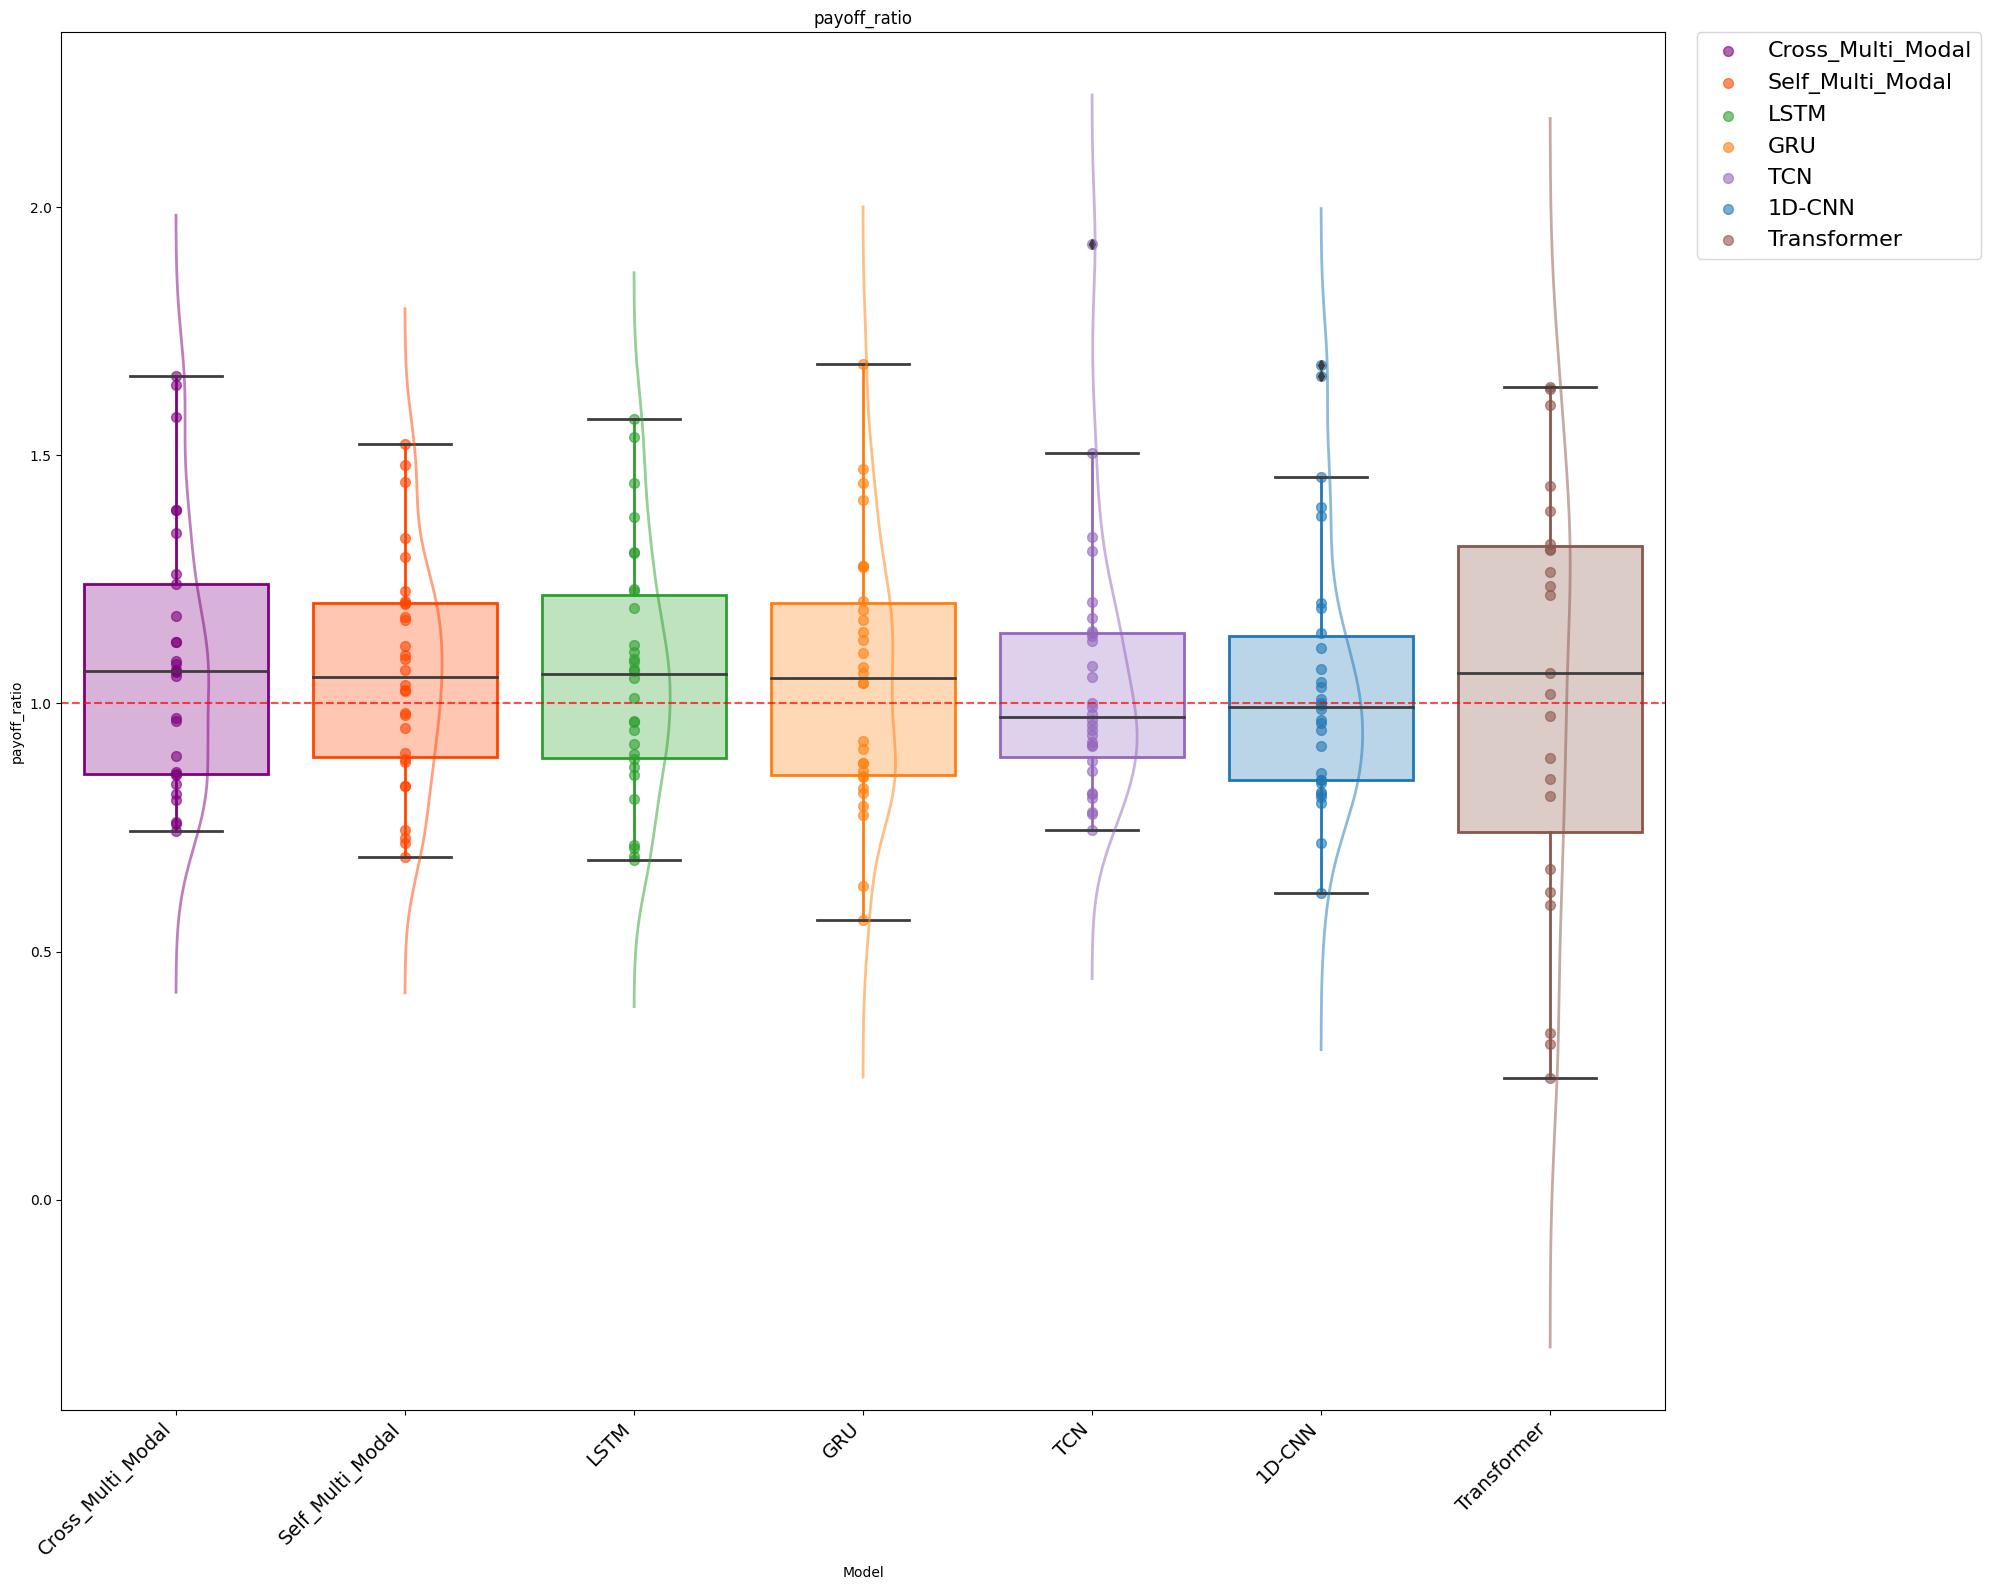 payoff_ratio
Cross_Multi_Modal
Self_Multi_Modal
LSTM
GRU
TCN
1D-CNN
Transformer
2.0
1.5
1.0
0.5
0.0
payoff_ratio
Cross_Multi_Modal
Self_Multi_Modal
LSTM
GRU
TCN
1D-CNN
Transformer
Model